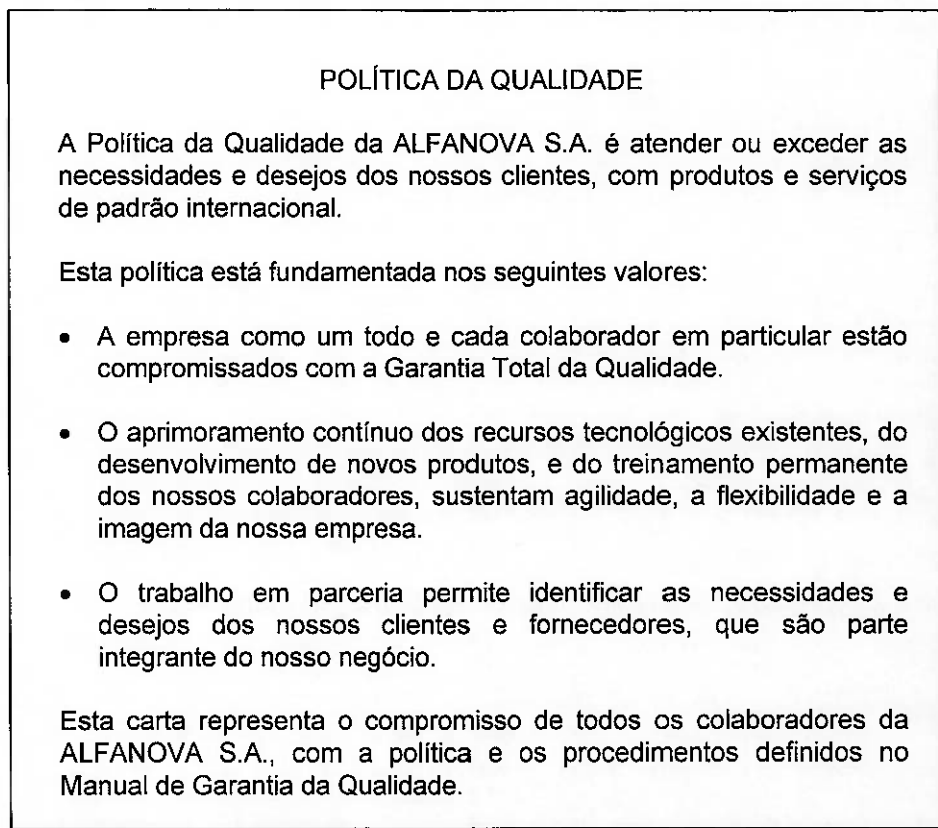 POLÍTICA DA QUALIDADE
A Política da Qualidade da ALFANOVA S.A. é atender ou exceder as
necessidades e desejos dos nossos clientes, com produtos e serviços
de padrão internacional.
Esta política está fundamentada nos seguintes valores:
• A empresa como um todo e cada colaborador em particular estão
compromissados com a Garantia Total da Qualidade.
• O aprimoramento contínuo dos recursos tecnológicos existentes, do
desenvolvimento de novos produtos, e do treinamento permanente
dos nossos colaboradores, sustentam agilidade, a flexibilidade e a
imagem da nossa empresa.
• O trabalho em parceria permite identificar as necessidades e
desejos dos nossos clientes e fornecedores, que são parte
integrante do nosso negócio.
Esta carta representa o compromisso de todos os colaboradores da
ALFANOVA S.A., com a política e os procedimentos definidos no
Manual de Garantia da Qualidade.